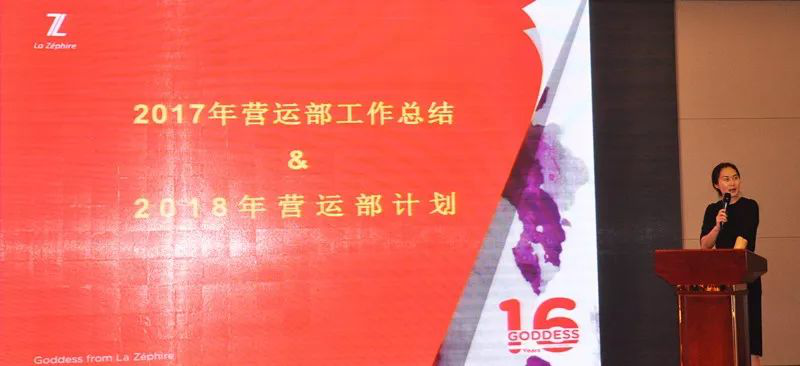 Z
La Zéphire
2017年营运部工作总结
&
2018年营运部计划
16
GODDESS
Years
Goddess from La Zéphire